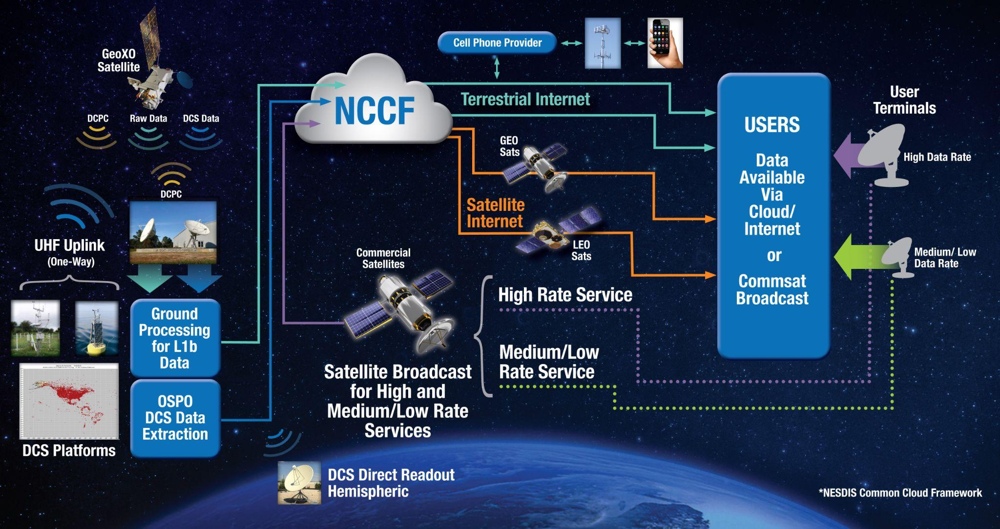 GeoXO
Satellite
DCPC
Raw Data
DCS Data
DCPC
UHF Uplink
(One-Way)
DCS Platforms
Ground
Processing
for L1b
Data
OSPO
DCS Data
Extraction
DCS Direct Readout
Hemispheric
NCCF
Cell Phone Provider
Terrestrial Internet
GEO
Sats
Satellite
Internet
LEO
Sats
Commercial
Satellites
Satellite Broadcast
for High and
Medium/Low Rate
Services
High Rate Service
Medium/Low
Rate Service
USERS
Data
Available
Via
Cloud/
Internet
or
Commsat
Broadcast
User
Terminals
High Data Rate
Medium/ Low
Data Rate
*NESDIS Common Cloud Framework